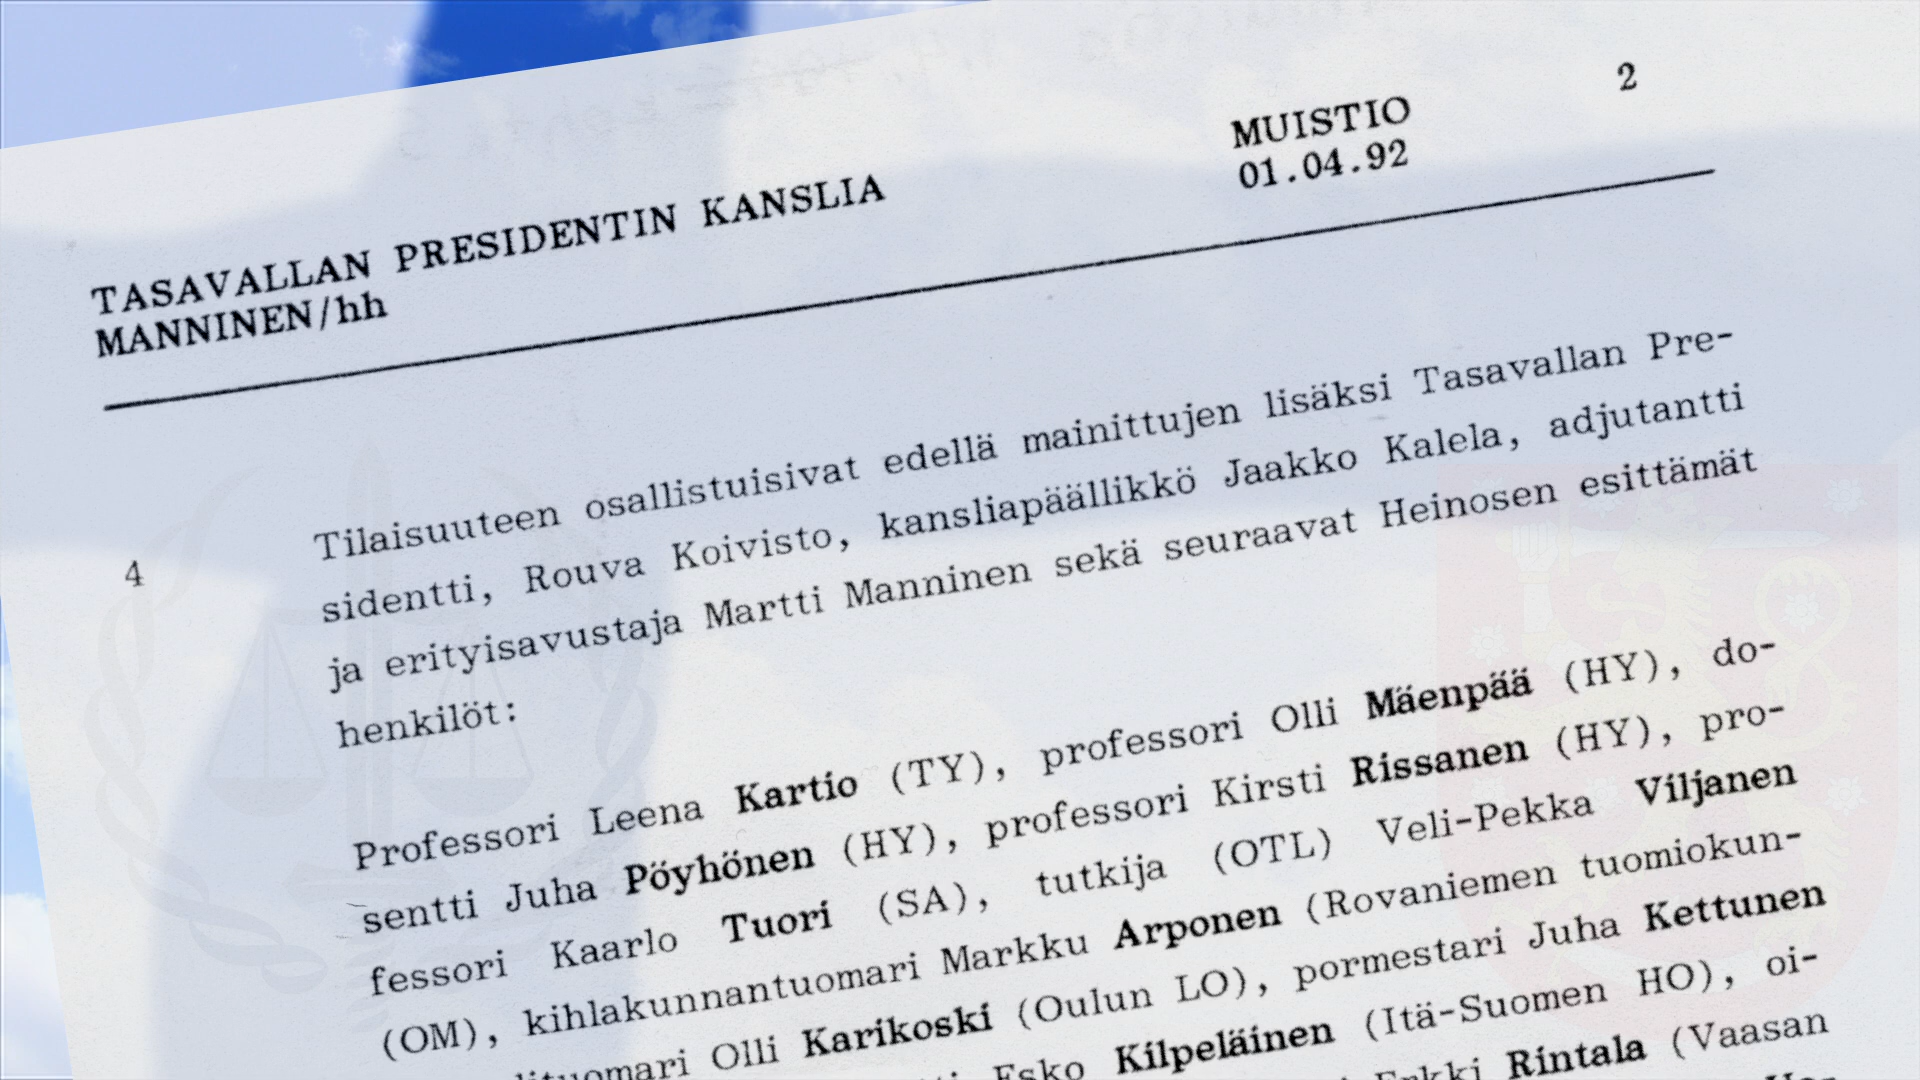 2
MUISTIO
01.04.92
TASAVALLAN PRESIDENTIN KANSLIA
MANNINEN/hh
4
Tilaisuuteen osallistuisivat edellä mainittujen lisäksi Tasavallan Pre-
sidentti, Rouva Koivisto, kansliapäällikkö Jaakko Kalela, adjutantti
ja erityisavustaja Martti Manninen sekä seuraavat Heinosen esittämät
henkilöt:
Professori Leena Kartio (TY), professori Olli Mäenpää (HY), do-
sentti Juha Pöyhönen (HY), professori Kirsti Rissanen (HY), pro-
fessori Kaarlo Tuori (SA), tutkija (OTL) Veli-Pekka Viljanen
(OM), kihlakunnantuomari Markku Arponen (Rovaniemen tuomiokun-
Olli Karikoski (Oulun LO), pormestari Juha Kettunen
Esko Kilpeläinen (Itä-Suomen HO), oi-
Erkki Rintala (Vaasan